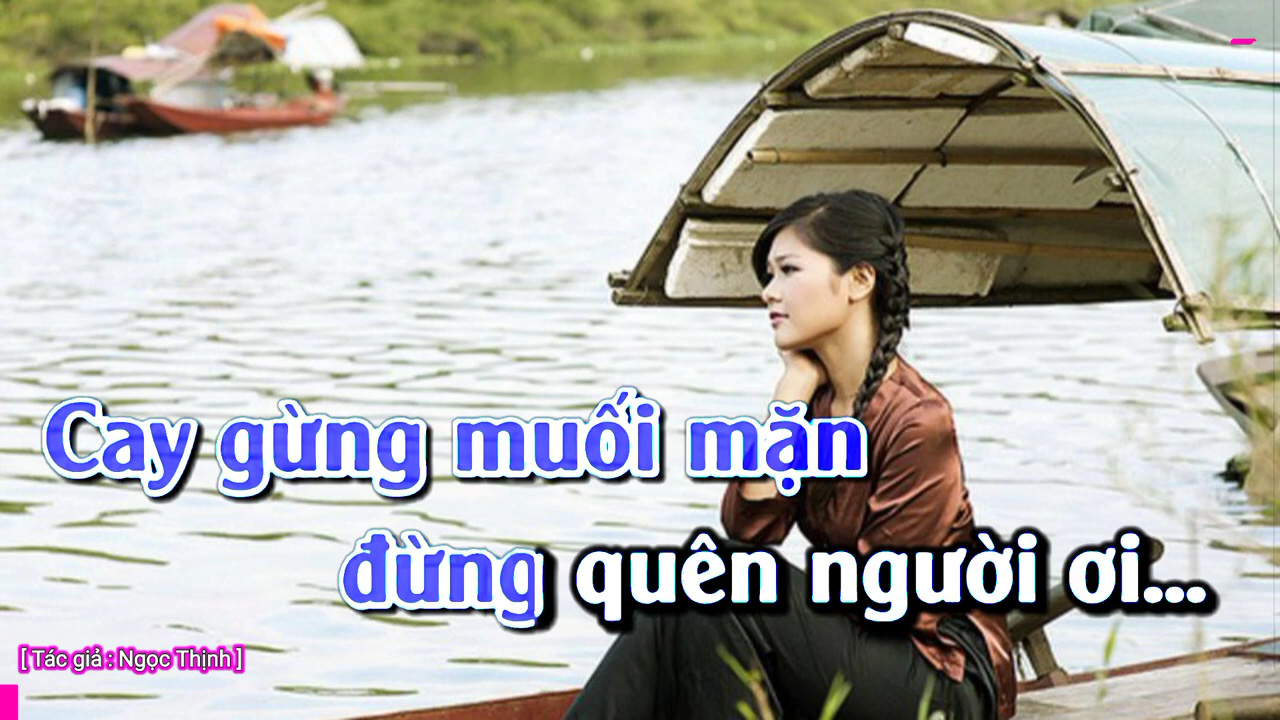 Cay gừng muối mặn
đừng quên người ơi...
[ Tác giả : Ngọc Thịnh ]